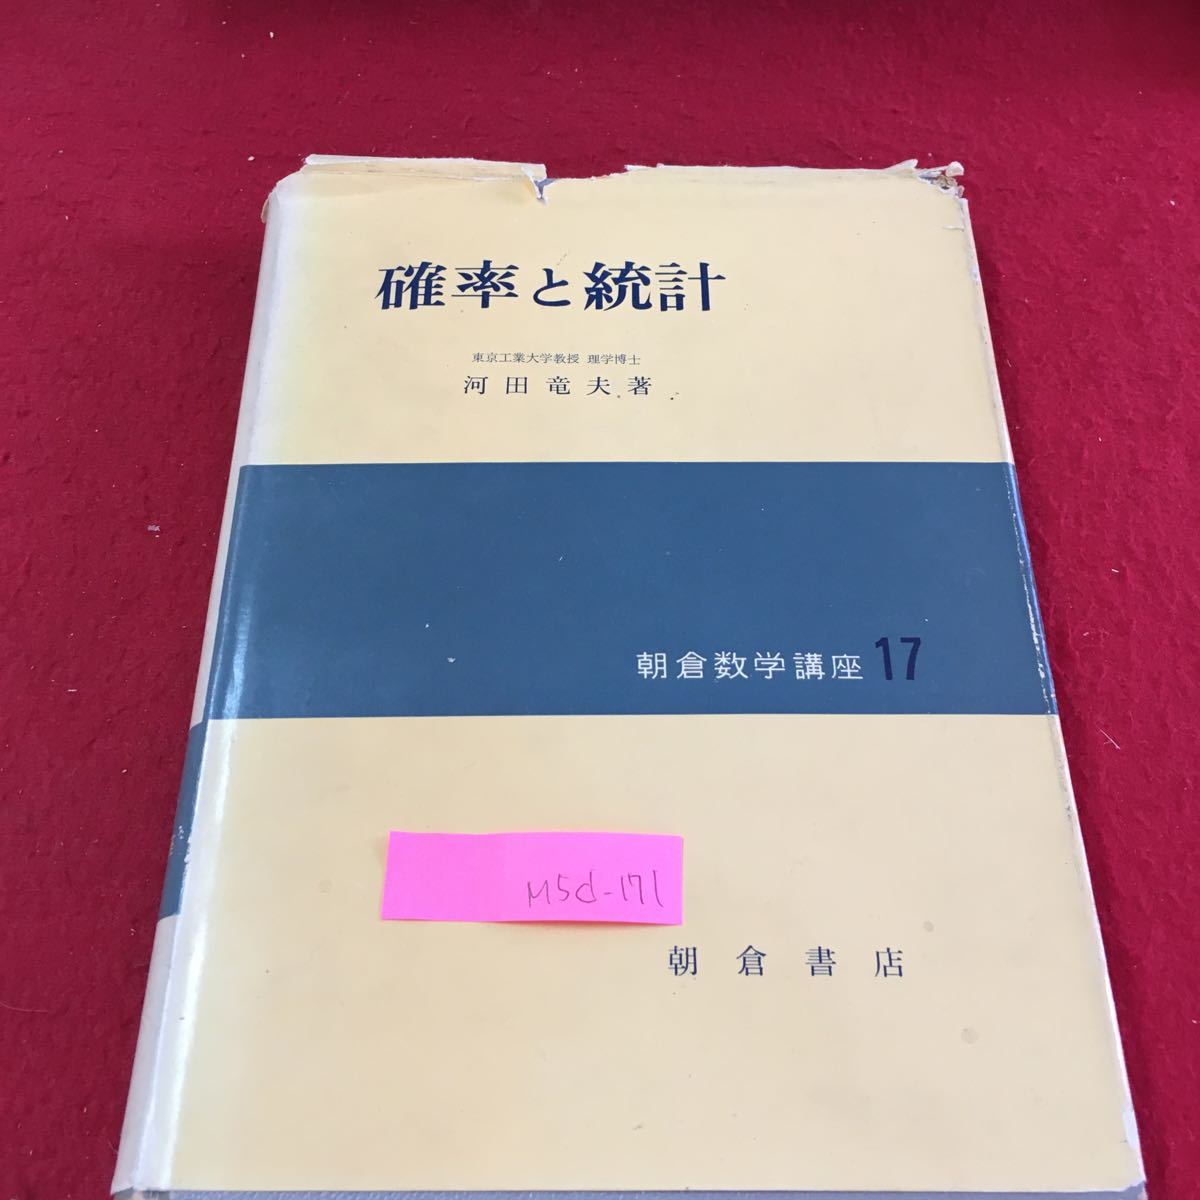 確率と統計
東京工業大学教授 理学博士
河田竜夫著
朝倉数学講座 17
M5d-171
朝倉書店